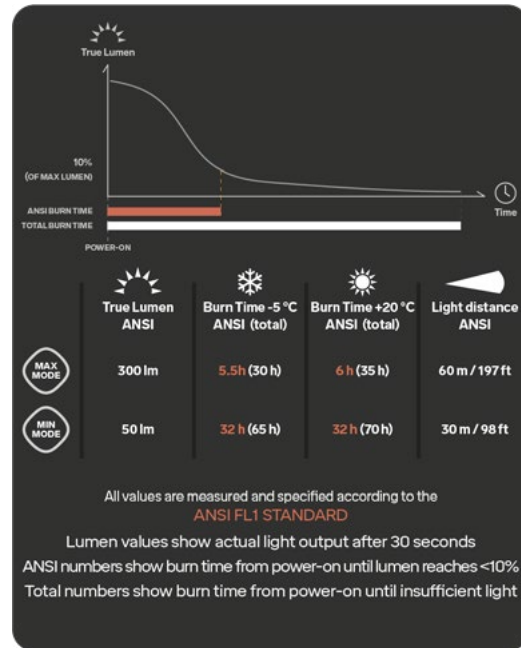 True Lumen
10%
(OF MAX LUMEN)
Time
ANSI BURN TIME
TOTAL BURN TIME
POWER-ON
True Lumen
ANSI
Burn Time -5 °C
ANSI (total)
Burn Time +20 °C
ANSI (total)
Light distance
ANSI
MAX
MODE
300 lm
5.5h (30 h)
6 h (35 h)
60 m / 197 ft
MIN
MODE
50 lm
32 h (65 h)
32 h (70 h)
30 m / 98 ft
All values are measured and specified according to the
ANSI FL1 STANDARD
Lumen values show actual light output after 30 seconds
ANSI numbers show burn time from power-on until lumen reaches <10%
Total numbers show burn time from power-on until insufficient light